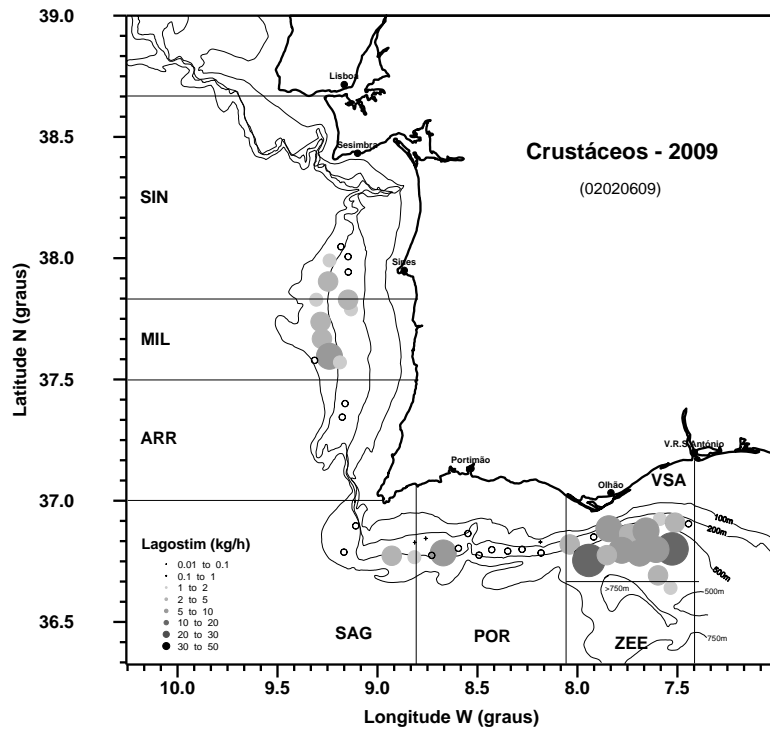 39.0
38.5
38.0
37.5
37.0
36.5
Latitude N (graus)
Lisboa
Sesimbra
Sines
Crustáceos - 2009
(02020609)
SIN
MIL
ARR
Portimão
Olhão
V.R.S.António
VSA
100m
200m
500m
>750m
500m
750m
SAG
POR
ZEE
Lagostim (kg/h)
0.01 to 0.1
0.1 to 1
1 to 2
2 to 5
5 to 10
10 to 20
20 to 30
30 to 50
10.0 9.5 9.0 8.5 8.0 7.5
Longitude W (graus)